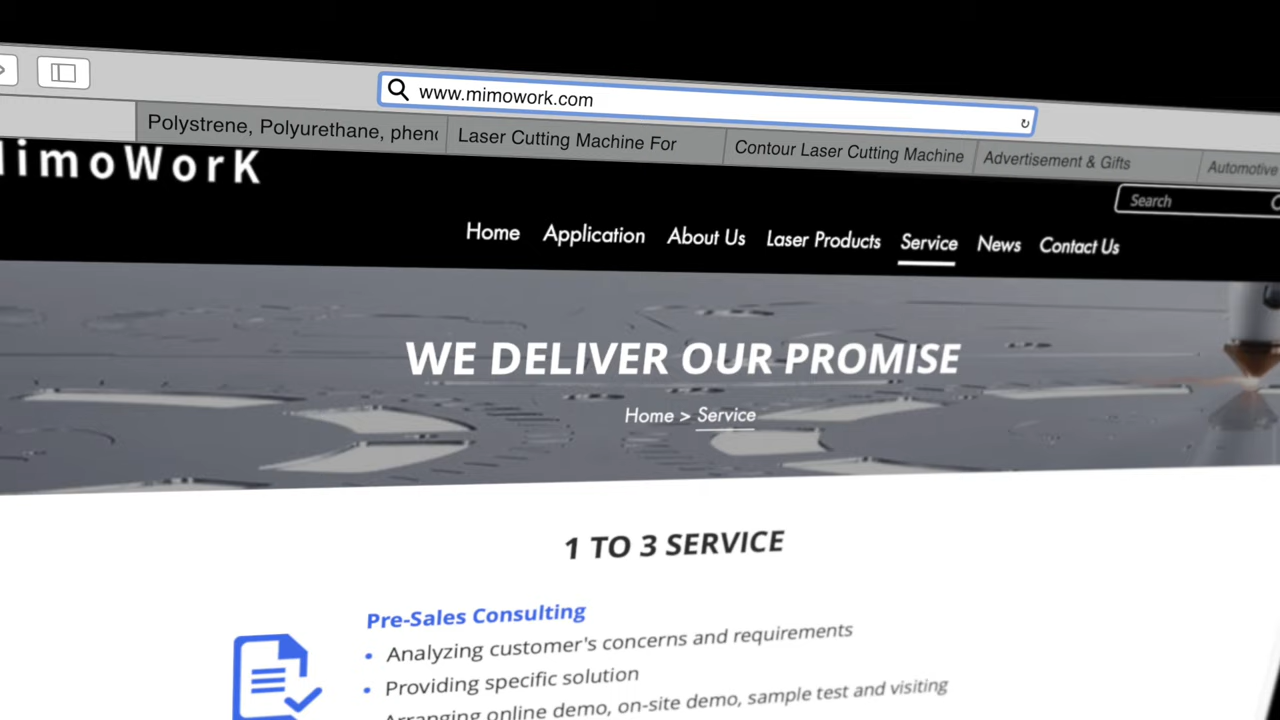 www.mimowork.com
Polystrene, Polyurethane, phen
Laser Cutting Machine For
Contour Laser Cutting Machine
Advertisement & Gifts
Automotive
imoWorK
Search
Home Application About Us Laser Products Service News Contact Us
WE DELIVER OUR PROMISE
Home > Service
1 TO 3 SERVICE
Pre-Sales Consulting
• Analyzing customer's concerns and requirements
• Providing specific solution
Arranging online demo, on-site demo, sample test and visiting